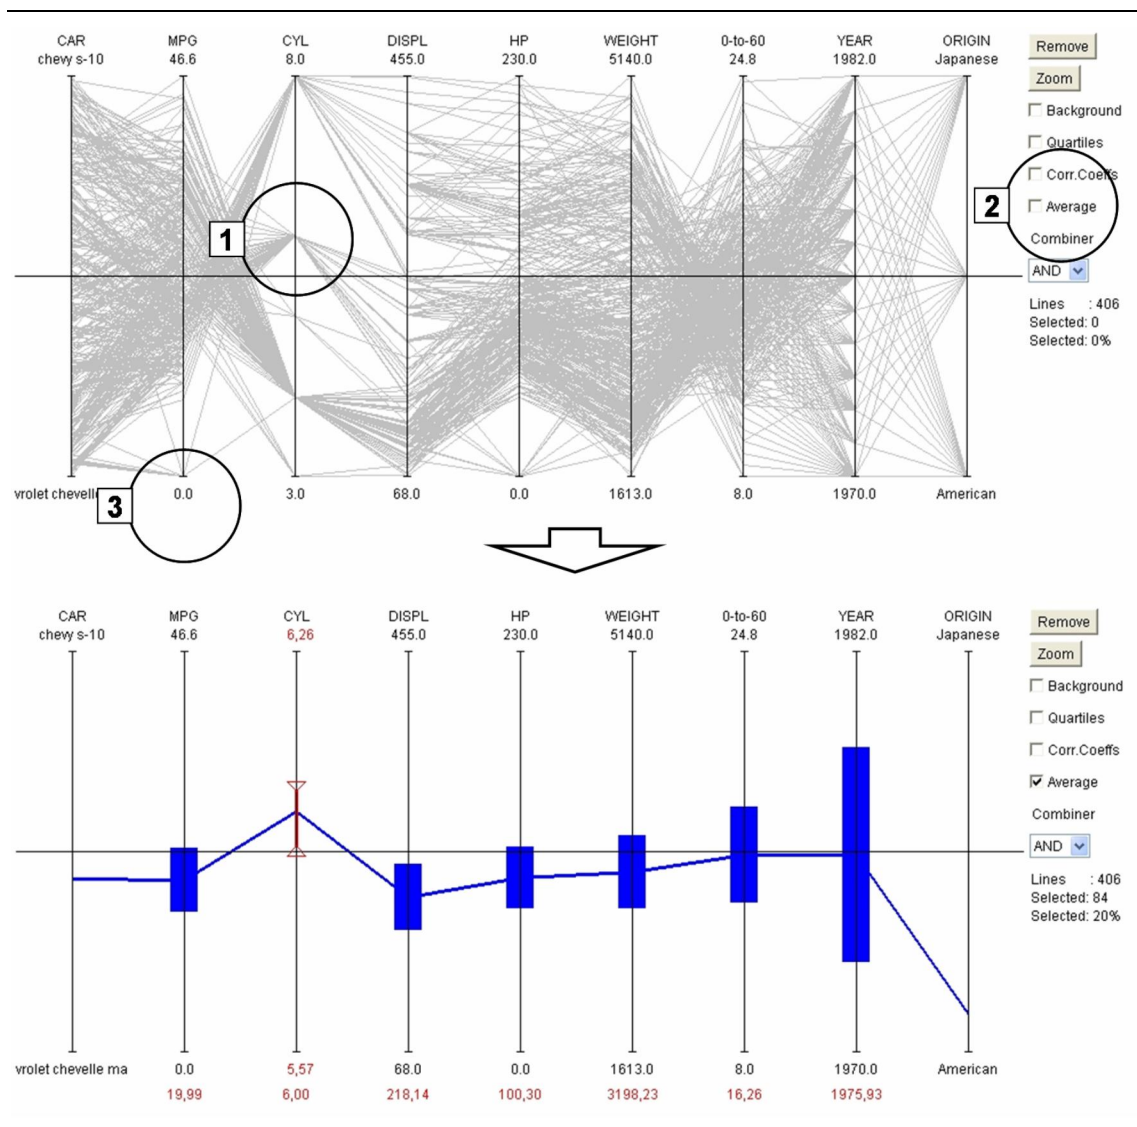 CAR MPG CYL DISPL HP WEIGHT 0-to-60 YEAR ORIGIN
chevy s-10 46.6 8.0 455.0 230.0 5140.0 24.8 1982.0 Japanese
Remove
Zoom
Background
Quartiles
Corr.Coeffs
Average
Combiner
AND
Lines : 406
Selected: 0
Selected: 0%
1
2
3
vrolet chevelle 0.0 3.0 68.0 0.0 1613.0 8.0 1970.0 American
CAR MPG CYL DISPL HP WEIGHT 0-to-60 YEAR ORIGIN
chevy s-10 46.6 6,26 455.0 230.0 5140.0 24.8 1982.0 Japanese
Remove
Zoom
Background
Quartiles
Corr.Coeffs
Average
Combiner
AND
Lines : 406
Selected: 84
Selected: 20%
vrolet chevelle ma 0.0 5,57 68.0 0.0 1613.0 8.0 1970.0 American
19,99 6,00 218,14 100,30 3198,23 16,26 1975,93